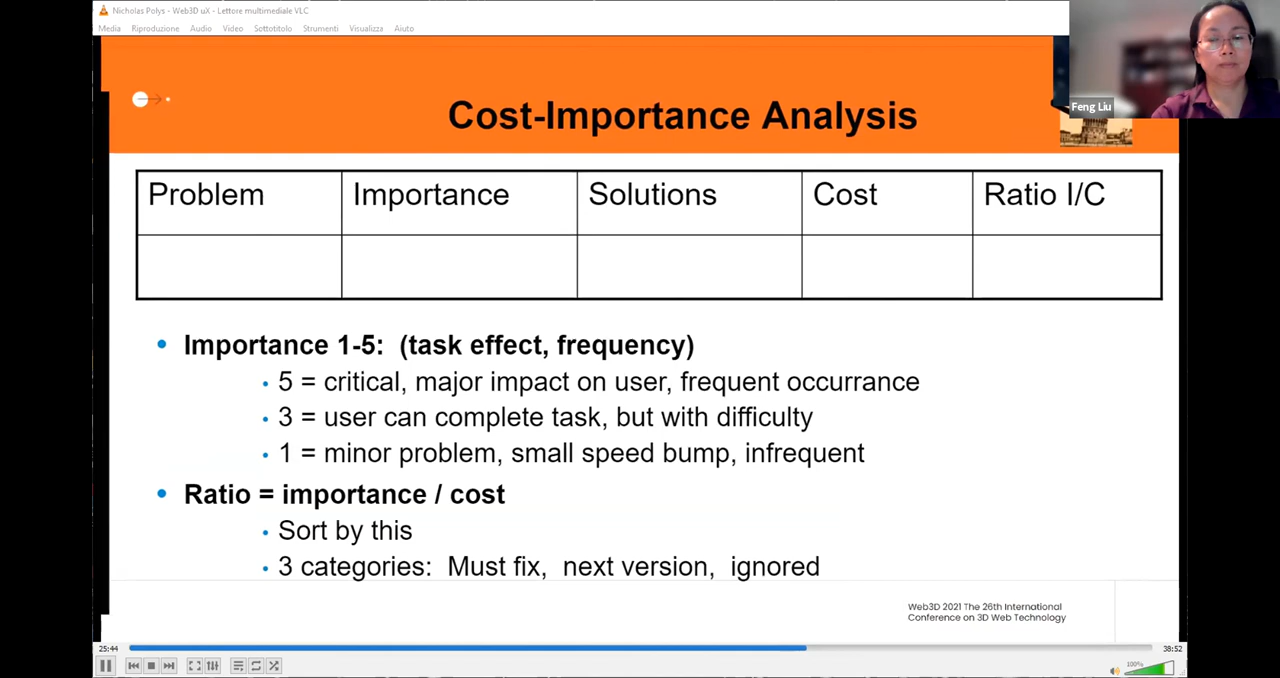 Nicholas Polys - Web3D uX - Lettore multimediale VLC
Media Riproduzione Audio Video Sottotitolo Strumenti Visualizza Aiuto
Feng Liu
Cost-Importance Analysis
Problem Importance Solutions Cost Ratio I/C
• Importance 1-5: (task effect, frequency)
• 5 = critical, major impact on user, frequent occurrance
• 3 = user can complete task, but with difficulty
• 1 = minor problem, small speed bump, infrequent
• Ratio = importance / cost
• Sort by this
• 3 categories: Must fix, next version, ignored
Web3D 2021 The 26th International
Conference on 3D Web Technology
25:44 38:52
100%